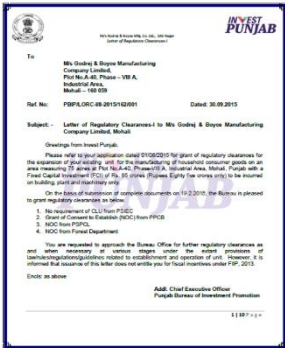 INVEST
PUNJAB
M/s Godrej & Boyce Mfg. Co. Ltd.,
Letter of Regulatory Clearances-I
To
M/s Godrej & Boyce Manufacturing
Company Limited,
Plot No.A-40, Phase – VIII A,
Industrial Area,
Mohali – 160 059
Ref. No: PBIP/LORC/JIII-2015/162/001 Dated: 30.09.2015
Subject: - Letter of Regulatory Clearances-I to M/s Godrej & Boyce Manufacturing
Company Limited, Mohali
Greetings from Invest Punjab.
Please refer to your application dated 01/06/2015 for grant of regulatory clearances for
the expansion of your existing unit for the manufacturing of household consumer goods on an
area measuring 75 acres at Plot No. A-40, Phase-VIII A, Industrial Area, Mohali, Punjab with a
Fixed Capital Investment (FCI) of Rs. 85 crores (Rupees Eighty five crores only) to be incurred
on building, plant and machinery only.
On the basis of submission of complete documents on 19.2.2015, the Bureau is pleased
to grant regulatory clearances as below:
1. No requirement of CLU from PSIEC
2. Grant of Consent to Establish (NOC) from PPCB
3. NOC from PSPCL
4. NOC from Forest Department
You are requested to approach the Bureau Office for further regulatory clearances as
and when necessary at various stages under the extant provisions of
law/rules/regulations/guidelines related to establishment and operation of unit. However, it is
informed that issuance of this letter does not entitle you for fiscal incentives under FIIP, 2013.
Encls: as above
Addl. Chief Executive Officer
Punjab Bureau of Investment Promotion
1 | 10 Page